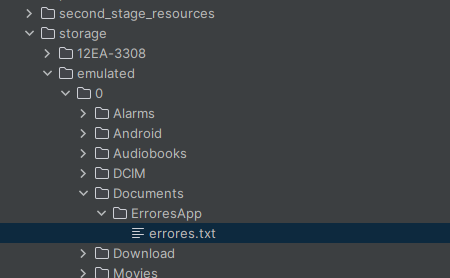 second_stage_resources
storage
12EA-3308
emulated
0
Alarms
Android
Audiobooks
DCIM
Documents
ErroresApp
errores.txt
Download
Movies